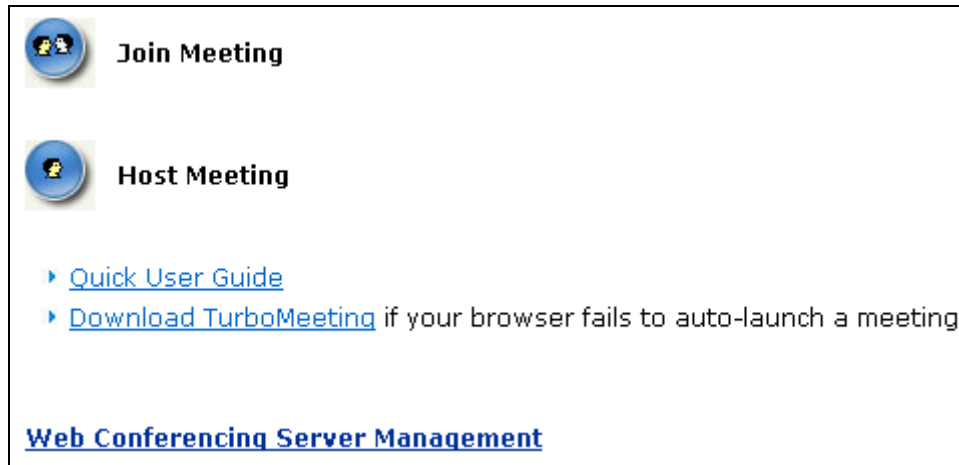 Join Meeting
Host Meeting
Quick User Guide
Download TurboMeeting if your browser fails to auto-launch a meeting
Web Conferencing Server Management